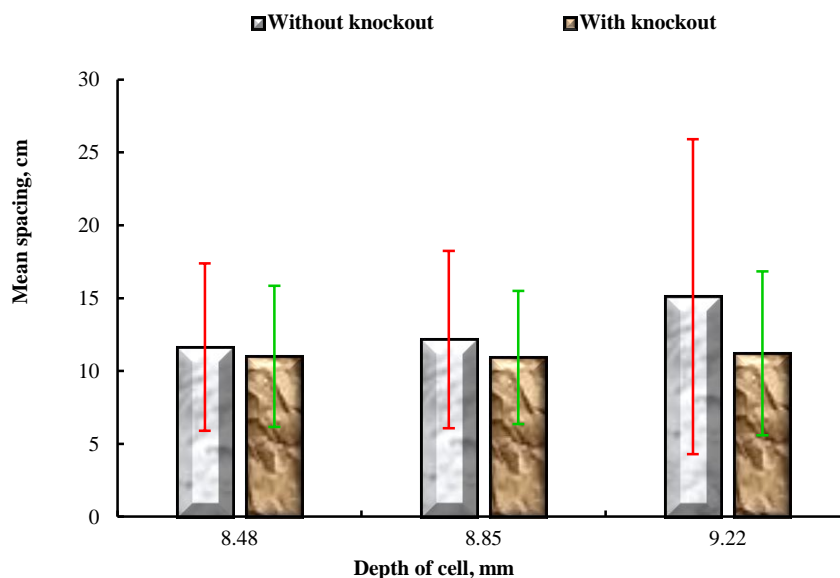 Without knockout
With knockout
30
25
20
15
10
5
0
Mean spacing, cm
8.48
8.85
9.22
Depth of cell, mm